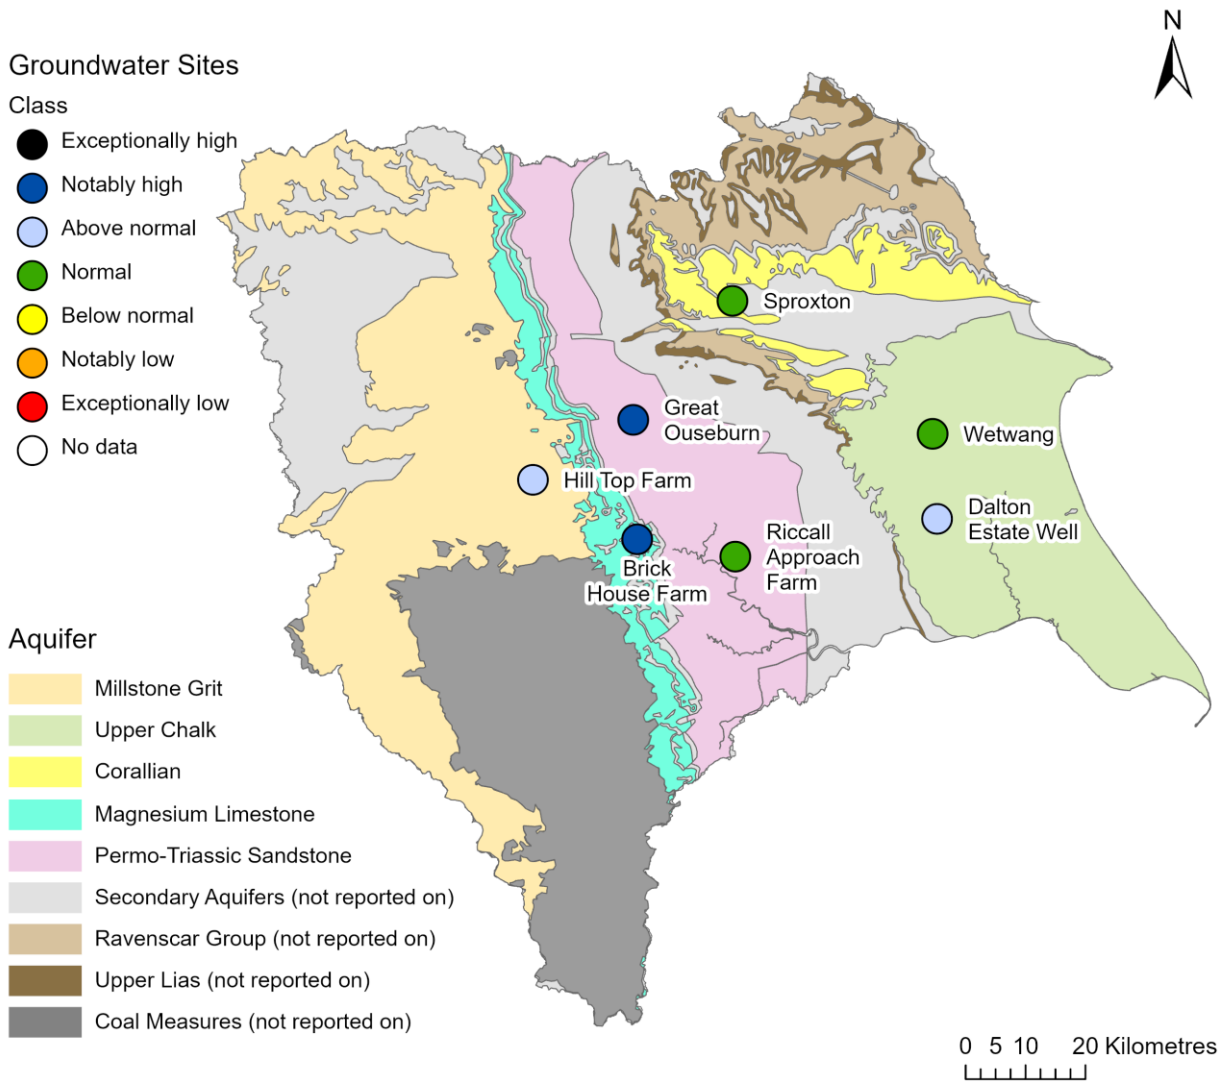 N
Groundwater Sites
Class
Exceptionally high
Notably high
Above normal
Normal
Below normal
Notably low
Exceptionally low
No data
Sproxton
Great
Ouseburn
Wetwang
Hill Top Farm
Dalton
Estate Well
Riccall
Approach
Farm
Brick
House Farm
Aquifer
Millstone Grit
Upper Chalk
Corallian
Magnesium Limestone
Permo-Triassic Sandstone
Secondary Aquifers (not reported on)
Ravenscar Group (not reported on)
Upper Lias (not reported on)
Coal Measures (not reported on)
0 5 10 20 Kilometres